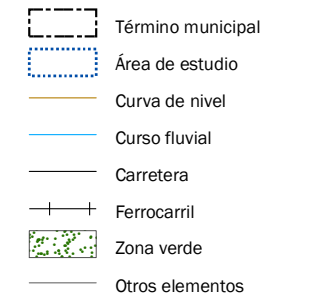 Término municipal
Área de estudio
Curva de nivel
Curso fluvial
Carretera
Ferrocarril
Zona verde
Otros elementos